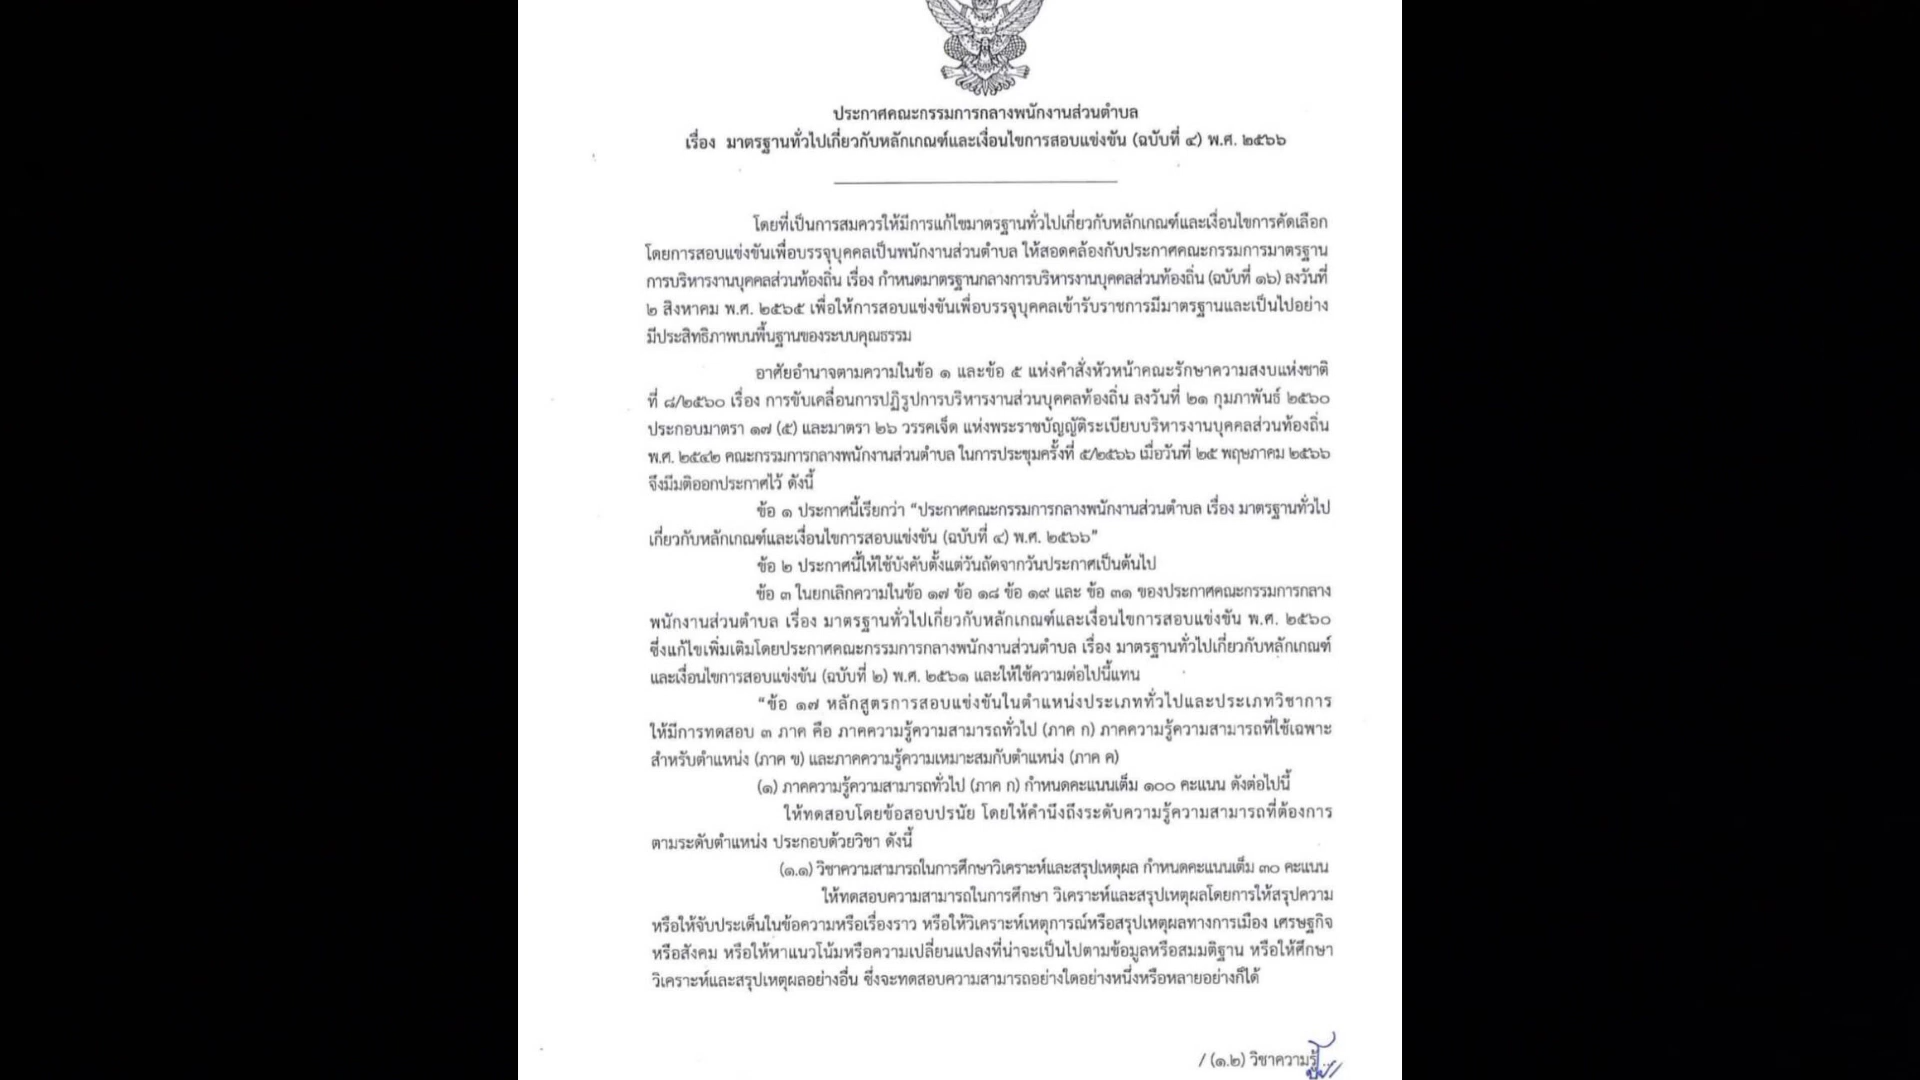 ประกาศคณะกรรมการกลางพนักงานส่วนตำบล
เรื่อง มาตรฐานทั่วไปเกี่ยวกับหลักเกณฑ์และเงื่อนไขการสอบแข่งขัน (ฉบับที่ ๔) พ.ศ. ๒๕๖๖
โดยที่เป็นการสมควรให้มีการแก้ไขมาตรฐานทั่วไปเกี่ยวกับหลักเกณฑ์และเงื่อนไขการคัดเลือก
โดยการสอบแข่งขันเพื่อบรรจุบุคคลเป็นพนักงานส่วนตำบล ให้สอดคล้องกับประกาศคณะกรรมการมาตรฐาน
การบริหารงานบุคคลส่วนท้องถิ่น เรื่อง กำหนดมาตรฐานกลางการบริหารงานบุคคลส่วนท้องถิ่น (ฉบับที่ ๑๖) ลงวันที่
๒ สิงหาคม พ.ศ. ๒๕๖๕ เพื่อให้การสอบแข่งขันเพื่อบรรจุบุคคลเข้ารับราชการมีมาตรฐานและเป็นไปอย่าง
มีประสิทธิภาพบนพื้นฐานของระบบคุณธรรม
อาศัยอำนาจตามความในข้อ ๑ และข้อ ๕ แห่งคำสั่งหัวหน้าคณะรักษาความสงบแห่งชาติ
ที่ ๘/๒๕๖๐ เรื่อง การขับเคลื่อนการปฏิรูปการบริหารงานส่วนบุคคลท้องถิ่น ลงวันที่ ๒๑ กุมภาพันธ์ ๒๕๖๐
ประกอบมาตรา ๑๗ (๕) และมาตรา ๒๖ วรรคเจ็ด แห่งพระราชบัญญัติระเบียบบริหารงานบุคคลส่วนท้องถิ่น
พ.ศ. ๒๕๔๒ คณะกรรมการกลางพนักงานส่วนตำบล ในการประชุมครั้งที่ ๕/๒๕๖๖ เมื่อวันที่ ๒๕ พฤษภาคม ๒๕๖๖
จึงมีมติออกประกาศไว้ ดังนี้
ข้อ ๑ ประกาศนี้เรียกว่า “ประกาศคณะกรรมการกลางพนักงานส่วนตำบล เรื่อง มาตรฐานทั่วไป
เกี่ยวกับหลักเกณฑ์และเงื่อนไขการสอบแข่งขัน (ฉบับที่ ๔) พ.ศ. ๒๕๖๖”
ข้อ ๒ ประกาศนี้ให้ใช้บังคับตั้งแต่วันถัดจากวันประกาศเป็นต้นไป
ข้อ ๓ ในยกเลิกความในข้อ ๑๗ ข้อ ๑๘ ข้อ ๑๙ และ ข้อ ๓๑ ของประกาศคณะกรรมการกลาง
พนักงานส่วนตำบล เรื่อง มาตรฐานทั่วไปเกี่ยวกับหลักเกณฑ์และเงื่อนไขการสอบแข่งขัน พ.ศ. ๒๕๖๐
ซึ่งแก้ไขเพิ่มเติมโดยประกาศคณะกรรมการกลางพนักงานส่วนตำบล เรื่อง มาตรฐานทั่วไปเกี่ยวกับหลักเกณฑ์
และเงื่อนไขการสอบแข่งขัน (ฉบับที่ ๒) พ.ศ. ๒๕๖๑ และให้ใช้ความต่อไปนี้แทน
“ข้อ ๑๗ หลักสูตรการสอบแข่งขันในตำแหน่งประเภททั่วไปและประเภทวิชาการ
ให้มีการทดสอบ ๓ ภาค คือ ภาคความรู้ความสามารถทั่วไป (ภาค ก) ภาคความรู้ความสามารถที่ใช้เฉพาะ
สำหรับตำแหน่ง (ภาค ข) และภาคความรู้ความเหมาะสมกับตำแหน่ง (ภาค ค)
(๑) ภาคความรู้ความสามารถทั่วไป (ภาค ก) กำหนดคะแนนเต็ม ๑๐๐ คะแนน ดังต่อไปนี้
ให้ทดสอบโดยข้อสอบปรนัย โดยให้คำนึงถึงระดับความรู้ความสามารถที่ต้องการ
ตามระดับตำแหน่ง ประกอบด้วยวิชา ดังนี้
(๑.๑) วิชาความสามารถในการศึกษาวิเคราะห์และสรุปเหตุผล กำหนดคะแนนเต็ม ๓๐ คะแนน
ให้ทดสอบความสามารถในการศึกษา วิเคราะห์และสรุปเหตุผลโดยการให้สรุปความ
หรือให้จับประเด็นในข้อความหรือเรื่องราว หรือให้วิเคราะห์เหตุการณ์หรือสรุปเหตุผลทางการเมือง เศรษฐกิจ
หรือสังคม หรือให้หาแนวโน้มหรือความเปลี่ยนแปลงที่น่าจะเป็นไปตามข้อมูลหรือสมมติฐาน หรือให้ศึกษา
วิเคราะห์และสรุปเหตุผลอย่างอื่น ซึ่งจะทดสอบความสามารถอย่างใดอย่างหนึ่งหรือหลายอย่างก็ได้
/ (๑.๒) วิชาความรู้